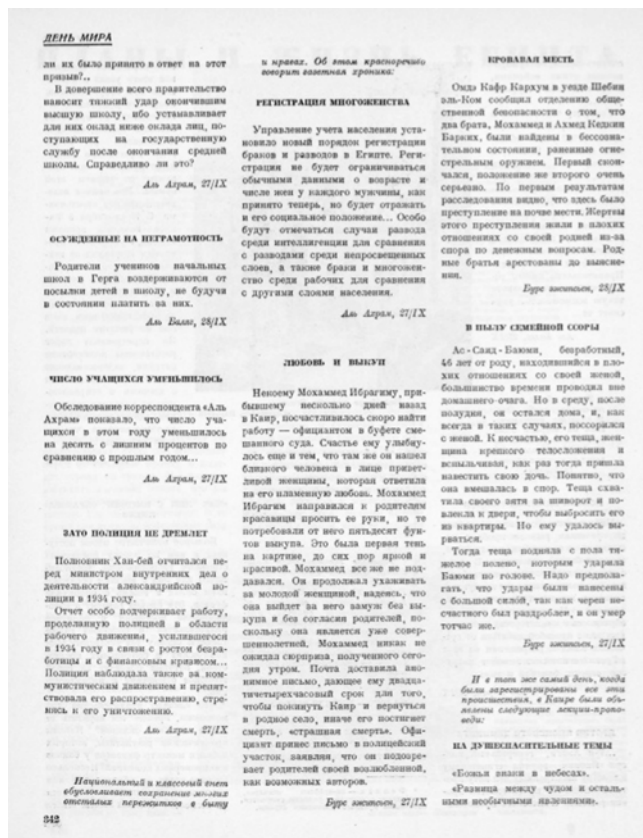 ДЕНЬ МИРА
ли их было принято в ответ на этот
призыв?..
В довершение всего правительство
наносит тяжкий удар окончившим
высшую школу, ибо устанавливает
для них оклад ниже оклада лиц, по-
ступающих на государственную
службу после окончания средней
школы. Справедливо ли это?
Аль Аграм, 27/IX
ОСУЖДЕННЫЕ НА НЕГРАМОТНОСТЬ
Родители учеников начальных
школ в Герга воздерживаются от
посылки детей в школу, не будучи
в состоянии платить за них.
Аль Балаг, 28/IX
ЧИСЛО УЧАЩИХСЯ УМЕНЬШИЛОСЬ
Обследование корреспондента «Аль
Ахрам» показало, что число уча-
щихся в этом году уменьшилось
на десять с лишним процентов по
сравнению с прошлым годом...
Аль Аграм, 27/IX
ЗАТО ПОЛИЦИЯ НЕ ДРЕМЛЕТ
Полковник Хан-бей отчитался пе-
ред министром внутренних дел о
деятельности александрийской по-
лиции в 1934 году.
Отчет особо подчеркивает работу,
проделанную полицией в области
рабочего движения, усилившегося
в 1934 году в связи с ростом безра-
ботицы и с финансовым кризисом...
Полиция наблюдала также за ком-
мунистическим движением и препят-
ствовала его распространению, стре-
мясь к его уничтожению.
Аль Аграм, 27/IX
Национальный и классовый гнет
обусловливает сохранение многих
отсталых пережитков в быту
342
и нравах. Об этом красноречиво
говорит газетная хроника:
РЕГИСТРАЦИЯ МНОГОЖЕНСТВА
Управление учета населения уста-
новило новый порядок регистрации
браков и разводов в Египте. Реги-
страция не будет ограничиваться
обычными данными о возрасте и
числе жен у каждого мужчины, как
принято теперь, но будет отражать
и его социальное положение... Особо
будут отмечаться случаи развода
среди интеллигенции для сравнения
с разводами среди непросвещенных
слоев, а также браки и многожен-
ство среди рабочих для сравнения
с другими слоями населения.
Аль Аграм, 27/IX
ЛЮБОВЬ И ВЫКУП
Некоему Мохаммед Ибрагиму, при-
бывшему несколько дней назад
в Каир, посчастливилось скоро найти
работу — официантом в буфете сме-
шанного суда. Счастье ему улыбну-
лось еще и тем, что там же он нашел
близкого человека в лице привет-
ливой женщины, которая ответила
на его пламенную любовь. Мохаммед
Ибрагим направился к родителям
красавицы просить ее руки, но те
потребовали от него пятьдесят фун-
тов выкупа. Это была первая тень
на картине, до сих пор яркой и
красивой. Мохаммед все же не под-
давался. Он продолжал ухаживать
за молодой женщиной, надеясь, что
она выйдет за него замуж без вы-
купа и без согласия родителей, по-
скольку она является уже совер-
шеннолетней. Мохаммед никак не
ожидал сюрприза, полученного сего-
дня утром. Почта доставила ано-
нимное письмо, дающее ему двадца-
тичетырехчасовый срок для того,
чтобы покинуть Каир и вернуться
в родное село, иначе его постигнет
смерть, «страшная смерть». Офи-
циант принес письмо в полицейский
участок, заявляя, что он подозре-
вает родителей своей возлюбленной,
как возможных авторов.
Бурс эжипсьен, 27/IX
КРОВАВАЯ МЕСТЬ
Омдэ Кафр Кархум в уезде Шебин
эль-Ком сообщил отделению обще-
ственной безопасности о том, что
два брата, Мохаммед и Ахмед Кедкин
Барких, были найдены в бессозна-
тельном состоянии, раненные огне-
стрельным оружием. Первый скон-
чался, положение же второго очень
серьезно. По первым результатам
расследования видно, что здесь было
преступление на почве мести. Жертвы
этого преступления жили в плохих
отношениях со своей родней из-за
спора по денежным вопросам. Род-
ные братья арестованы до выясне-
ния.
Бурс эжипсьен, 28/IX
В ПЫЛУ СЕМЕЙНОЙ ССОРЫ
Ас-Саид-Баюми, безработный,
46 лет от роду, находившийся в пло-
хих отношениях со своей женой,
большинство времени проводил вне
домашнего очага. Но в среду, после
полудня, он остался дома, и, как
всегда в таких случаях, поссорился
с женой. К несчастью, его теща, жен-
щина крепкого телосложения и
вспыльчивая, как раз тогда пришла
навестить свою дочь. Понятно, что
она вмешалась в спор. Теща схва-
тила своего зятя за шиворот и по-
влекла к двери, чтобы выбросить его
из квартиры. Но ему удалось вы-
рваться.
Тогда теща подняла с пола тя-
желое полено, которым ударила
Баюми по голове. Надо предпола-
гать, что удары были нанесены
с большой силой, так как череп не-
счастного был раздроблен, и он умер
тотчас же.
Бурс эжипсьен, 27/IX
И в тот же самый день, когда
были зарегистрированы все эти
происшествия, в Каире были объ-
явлены следующие лекции-пропо-
веди:
НА ДУШЕСПАСИТЕЛЬНЫЕ ТЕМЫ
«Божьи знаки в небесах».
«Разница между чудом и осталь-
ными необычными явлениями».